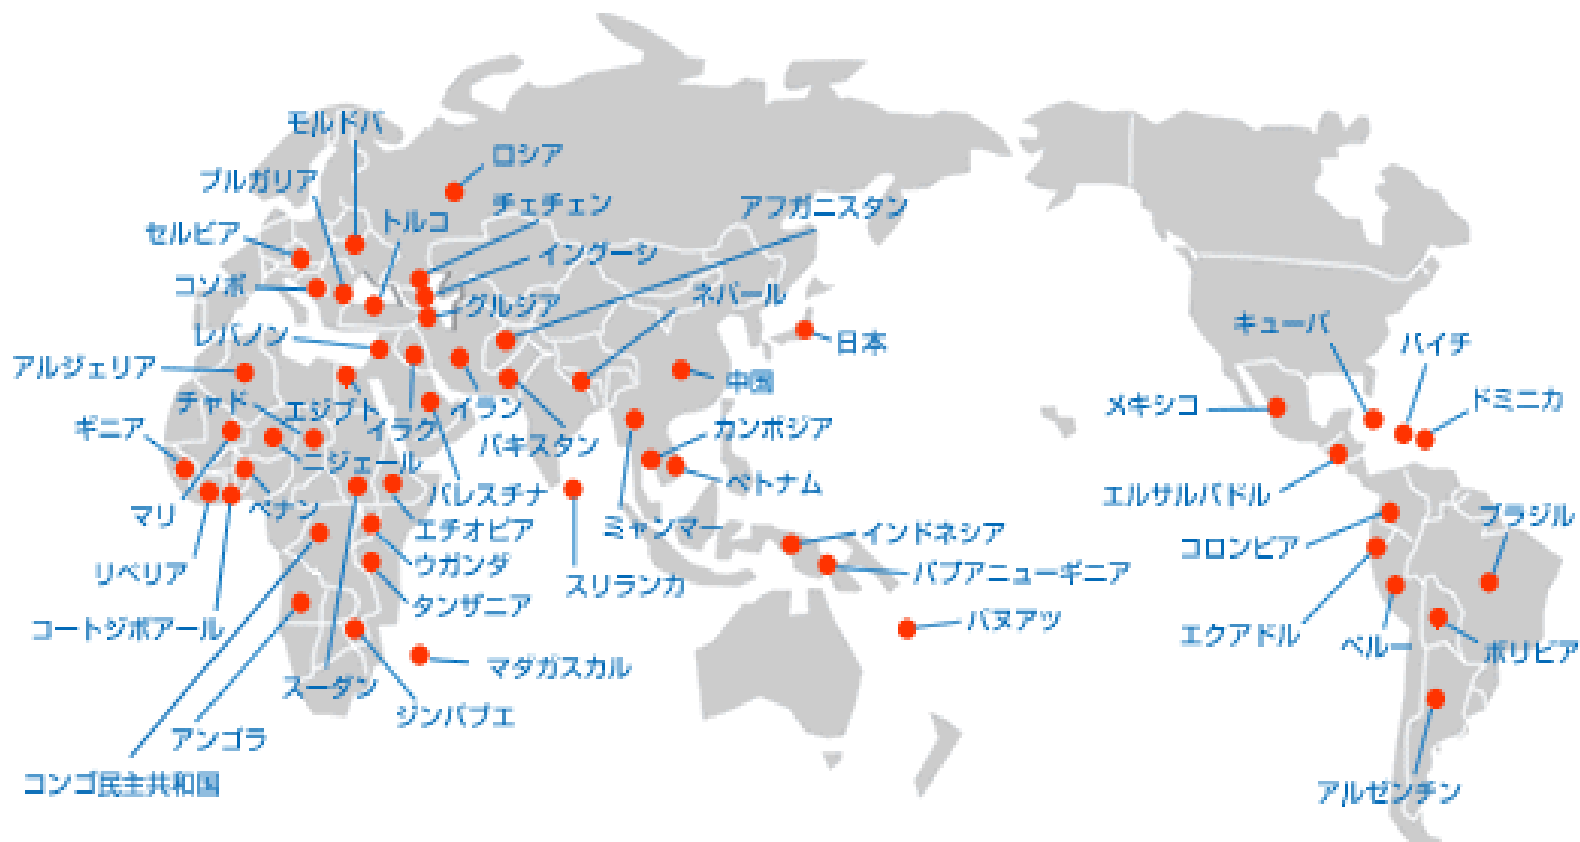 モルドバ
ロシア
ブルガリア
チェチェン
アフガニスタン
トルコ
セルビア
イングーシ
コソボ
ネパール
グルジア
レバノン
日本
アルジェリア
中国
チャド
エジプト
イラク
イラン
ギニア
パキスタン
カンボジア
ニジェール
ベトナム
パレスチナ
ベナン
マリ
エチオピア
ミャンマー
インドネシア
ウガンダ
リベリア
スリランカ
パプアニューギニア
タンザニア
コートジボアール
バヌアツ
マダガスカル
スーダン
ジンバブエ
アンゴラ
コンゴ民主共和国
キューバ
ハイチ
メキシコ
ドミニカ
エルサルバドル
ブラジル
コロンビア
エクアドル
ペルー
ボリビア
アルゼンチン